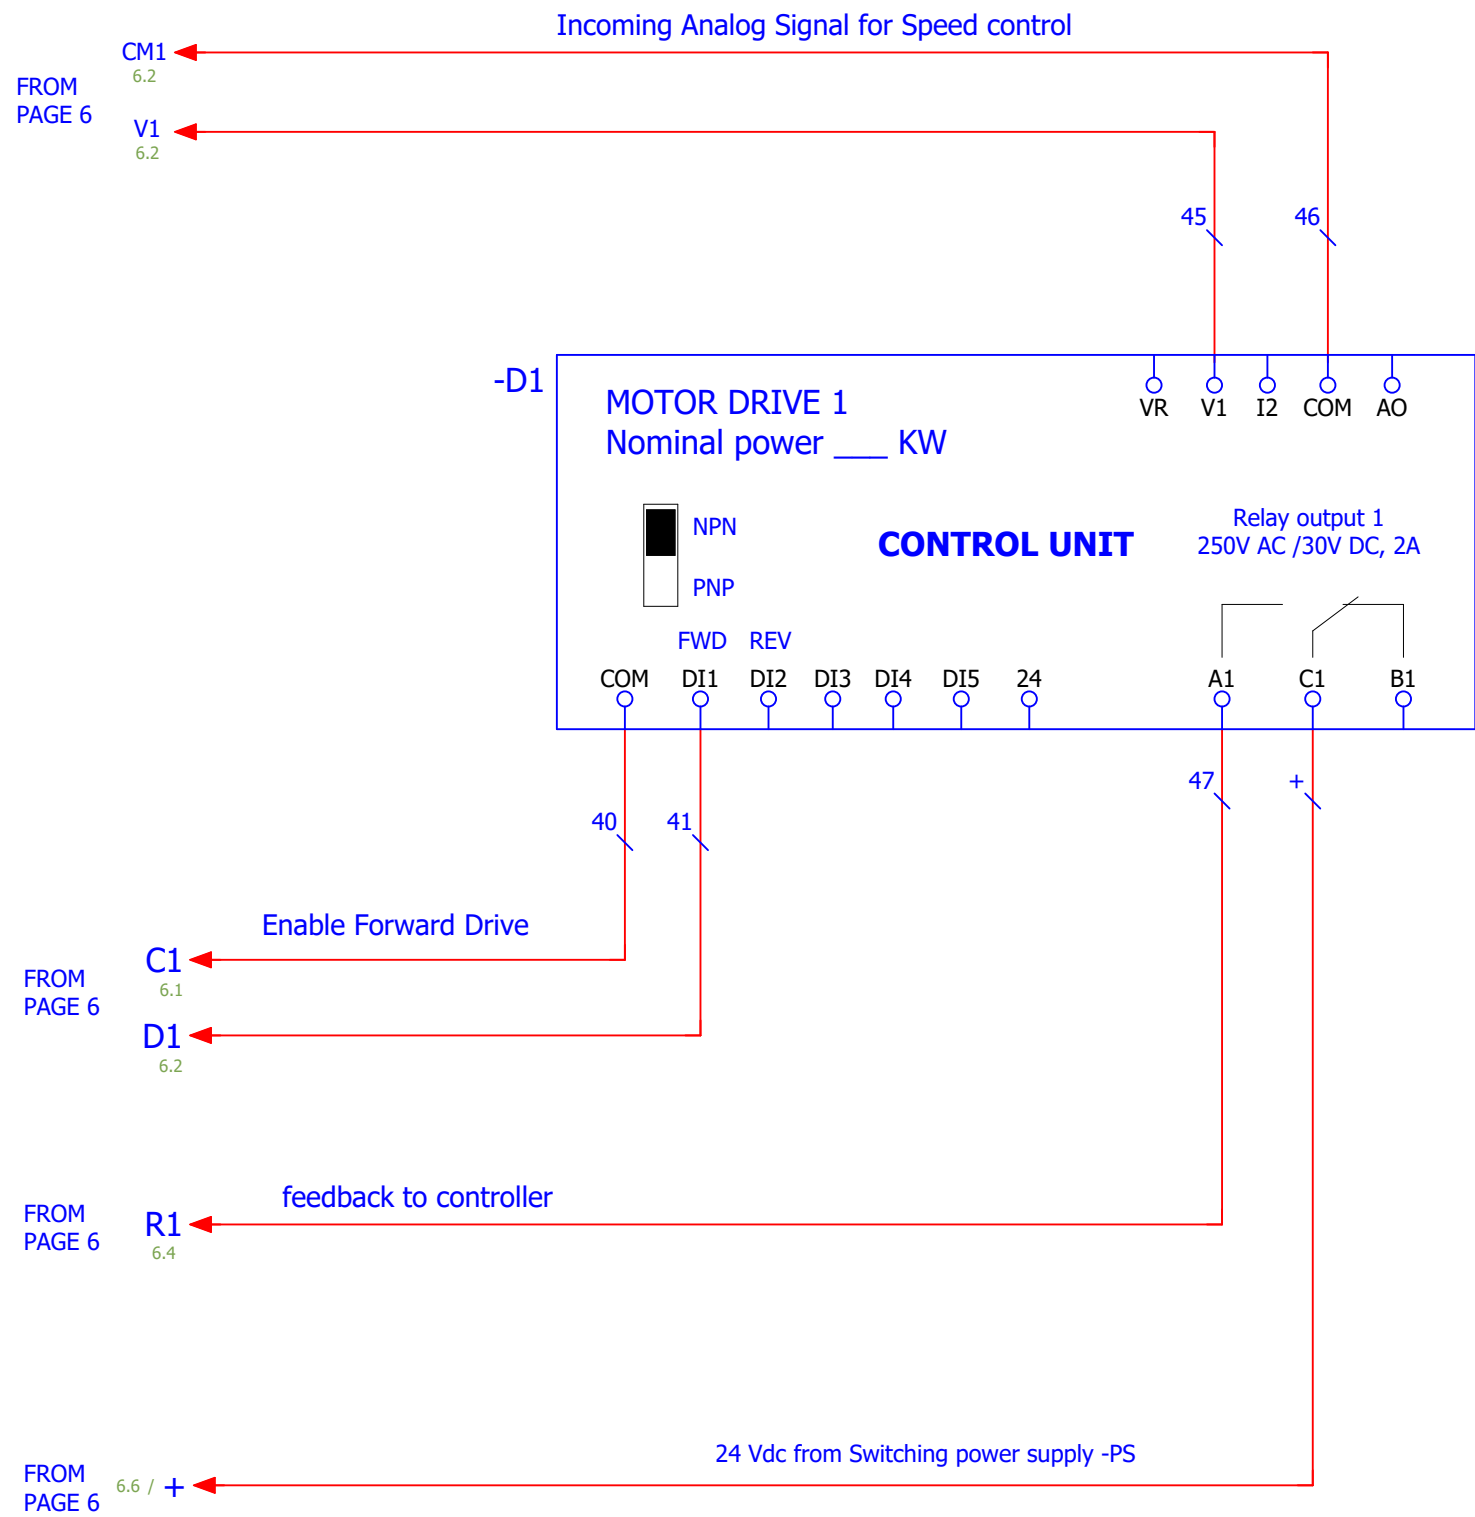 Incoming Analog Signal for Speed control
CM1
6.2
FROM
PAGE 6
V1
6.2
45
46
-D1
MOTOR DRIVE 1
Nominal power ___ KW
VR
V1
I2
COM
AO
NPN
PNP
CONTROL UNIT
Relay output 1
250V AC /30V DC, 2A
FWD
REV
COM
DI1
DI2
DI3
DI4
DI5
24
A1
C1
B1
47
+
40
41
Enable Forward Drive
FROM
PAGE 6
C1
6.1
D1
6.2
feedback to controller
FROM
PAGE 6
R1
6.4
24 Vdc from Switching power supply -PS
FROM
PAGE 6
6.6 / +